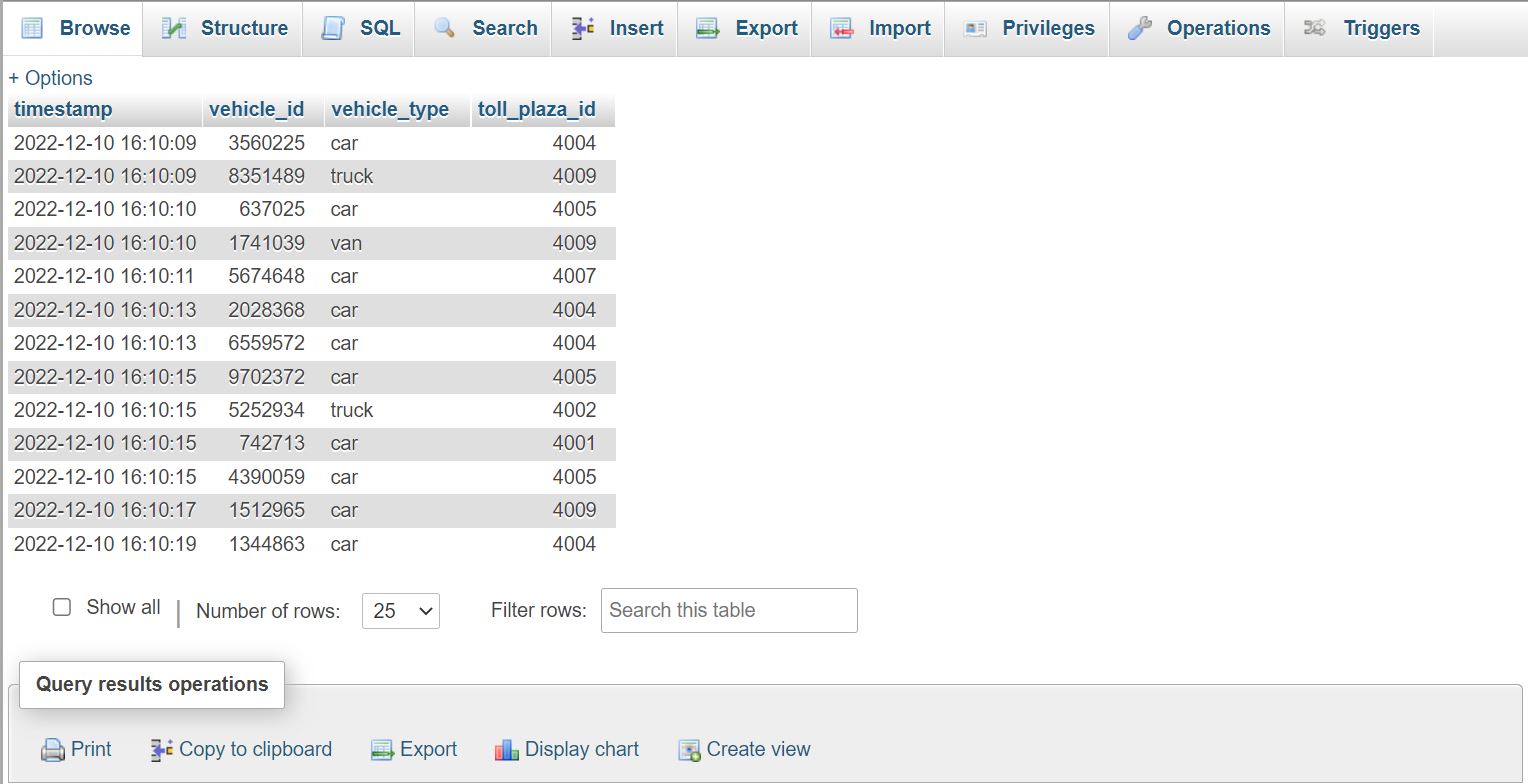 Browse Structure SQL Search Insert Export Import Privileges Operations Triggers
+ Options
timestamp vehicle_id vehicle_type toll_plaza_id
2022-12-10 16:10:09 3560225 car 4004
2022-12-10 16:10:09 8351489 truck 4009
2022-12-10 16:10:10 637025 car 4005
2022-12-10 16:10:10 1741039 van 4009
2022-12-10 16:10:11 5674648 car 4007
2022-12-10 16:10:13 2028368 car 4004
2022-12-10 16:10:13 6559572 car 4004
2022-12-10 16:10:15 9702372 car 4005
2022-12-10 16:10:15 5252934 truck 4002
2022-12-10 16:10:15 742713 car 4001
2022-12-10 16:10:15 4390059 car 4005
2022-12-10 16:10:17 1512965 car 4009
2022-12-10 16:10:19 1344863 car 4004
Show all | Number of rows: 25 Filter rows: Search this table
Query results operations
Print Copy to clipboard Export Display chart Create view